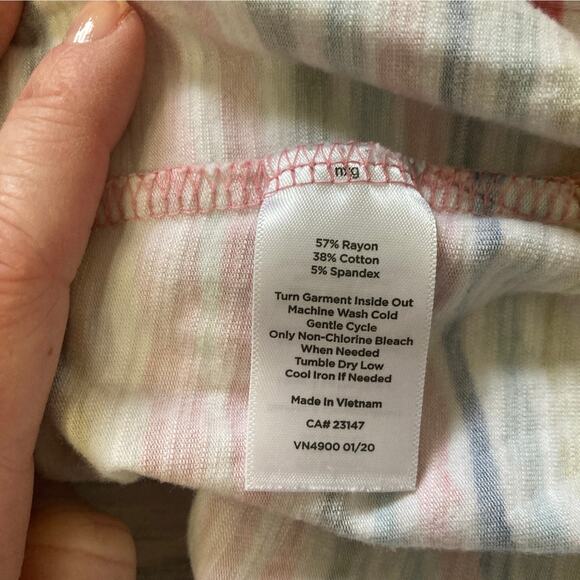 57% Rayon
38% Cotton
5% Spandex
Turn Garment Inside Out
Machine Wash Cold
Gentle Cycle
Only Non-Chlorine Bleach
When Needed
Tumble Dry Low
Cool Iron If Needed
Made in Vietnam
CA# 23147
VN4900 01/20